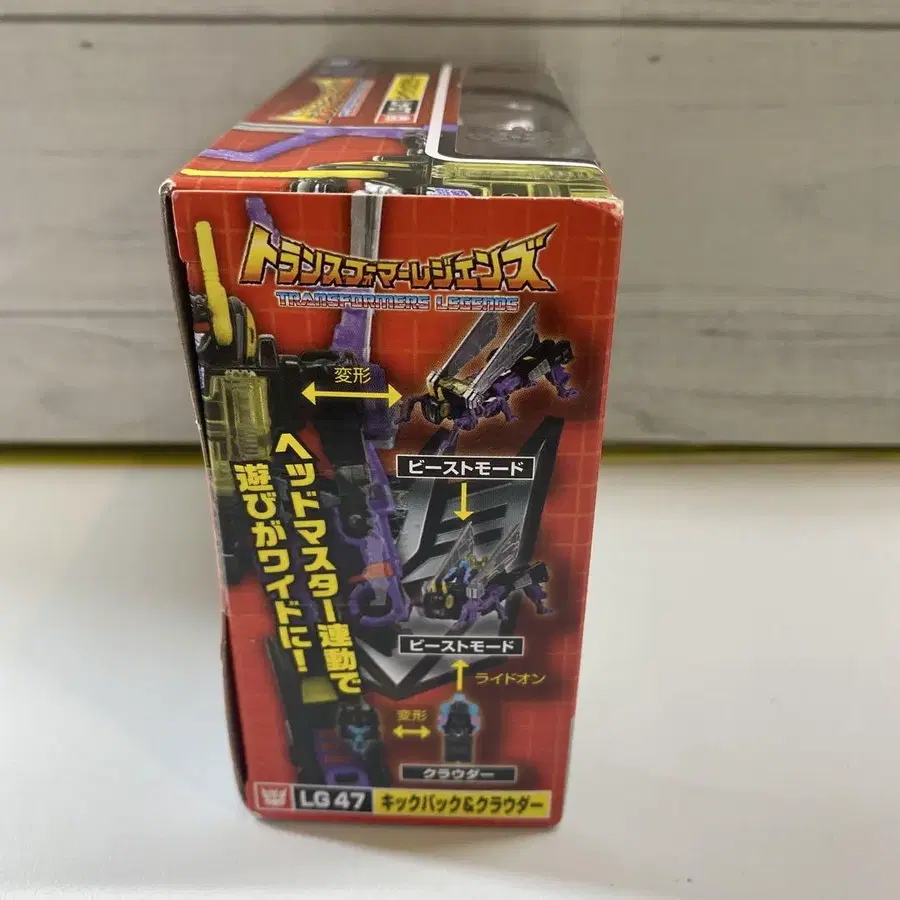 トランスフォーマーレジェンズ
TRANSFORMERS LEGENDS
変形
ビーストモード
ヘッドマスター連動で
遊びがワイドに!
ビーストモード
ライドオン
変形
クラウダー
LG47
キックバック&クラウダー